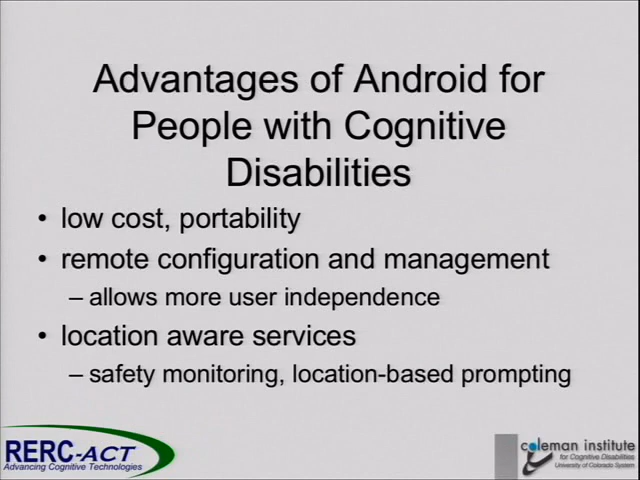 Advantages of Android for
People with Cognitive
Disabilities
• low cost, portability
• remote configuration and management
– allows more user independence
• location aware services
– safety monitoring, location-based prompting
RERC-ACT
Advancing Cognitive Technologies
coleman institute
for Cognitive Disabilities
University of Colorado System